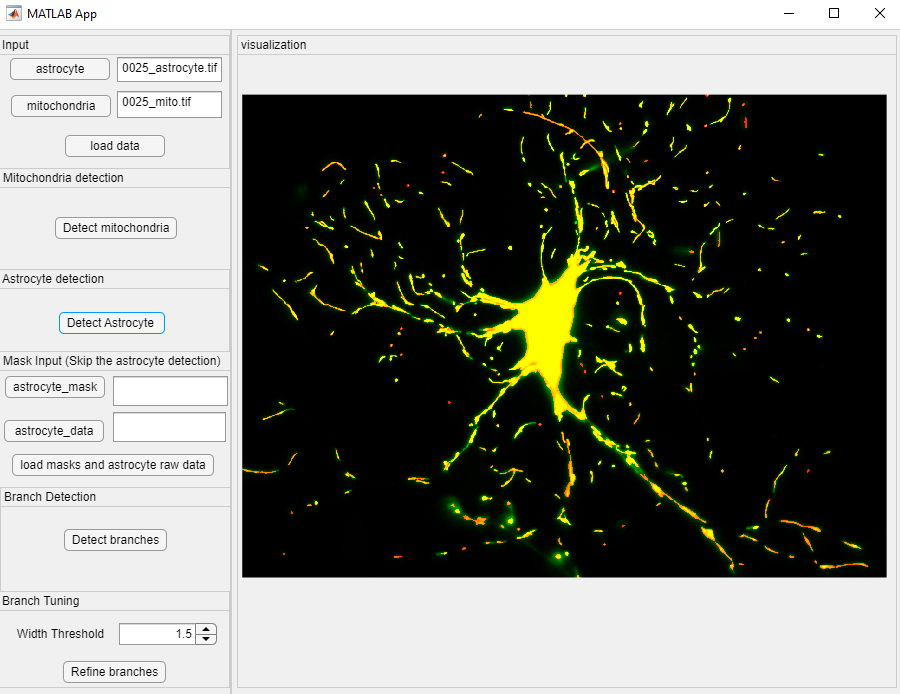 MATLAB App
Input
astrocyte
0025_astrocyte.tif
mitochondria
0025_mito.tif
load data
Mitochondria detection
Detect mitochondria
Astrocyte detection
Detect Astrocyte
Mask Input (Skip the astrocyte detection)
astrocyte_mask
astrocyte_data
load masks and astrocyte raw data
Branch Detection
Detect branches
Branch Tuning
Width Threshold
1.5
Refine branches
visualization